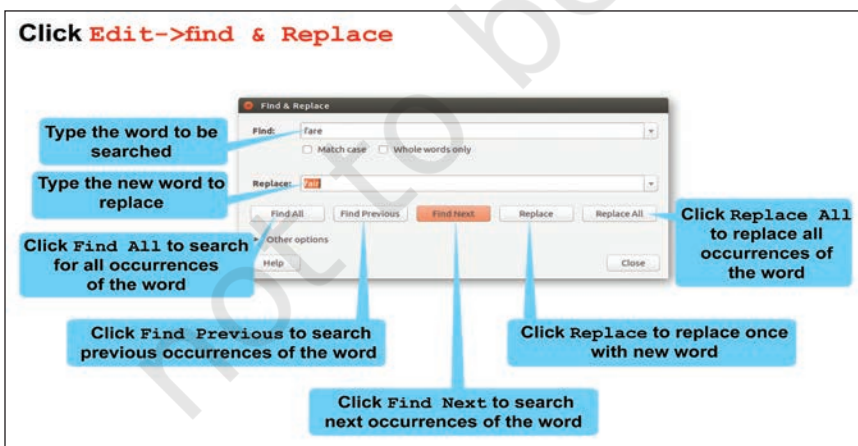 Click Edit->find & Replace
Find & Replace
Type the word to be
searched
Find:
fare
Match case
Whole words only
Type the new word to
replace
Replace:
fair
Find All
Find Previous
Find Next
Replace
Replace All
Click Find All to search
for all occurrences
of the word
Other options
Help
Close
Click Replace All
to replace all
occurrences of
the word
Click Find Previous to search
previous occurrences of the word
Click Replace to replace once
with new word
Click Find Next to search
next occurrences of the word
not to be